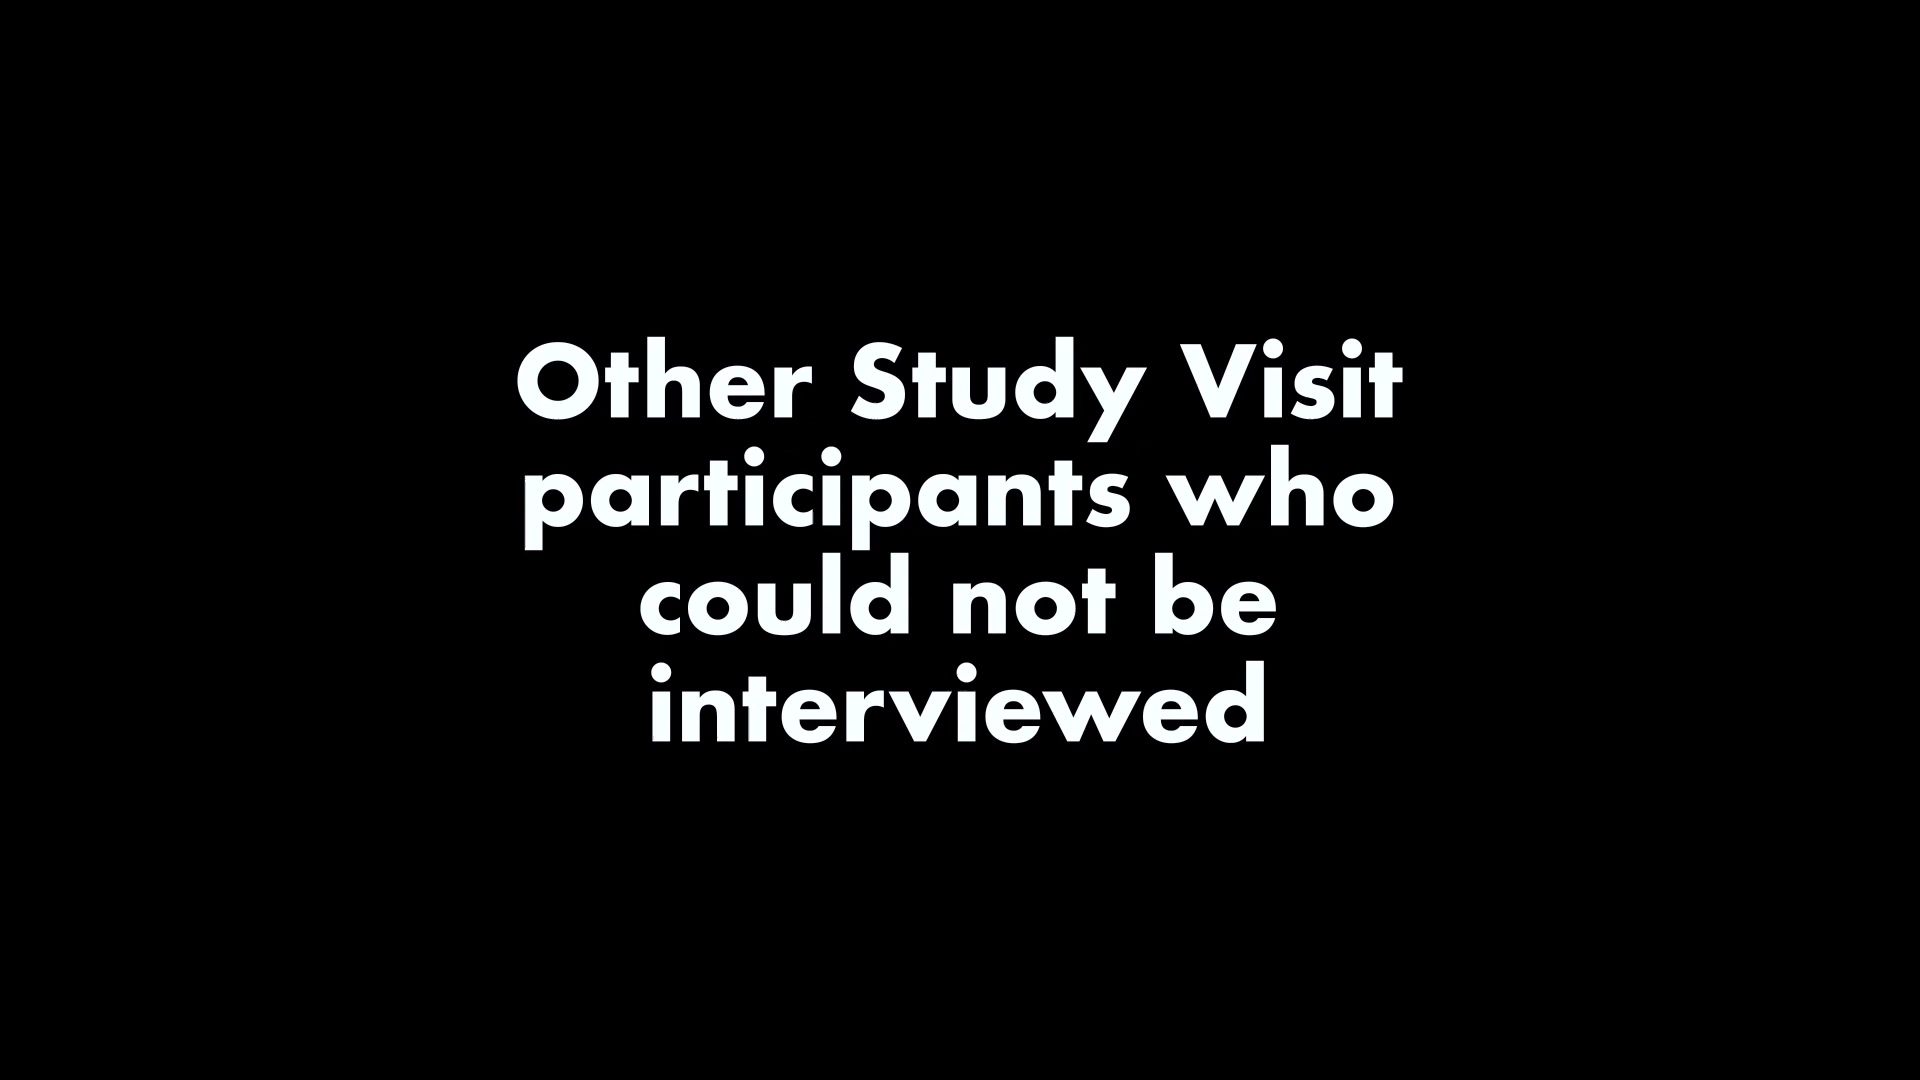 Other Study Visit
participants who
could not be
interviewed